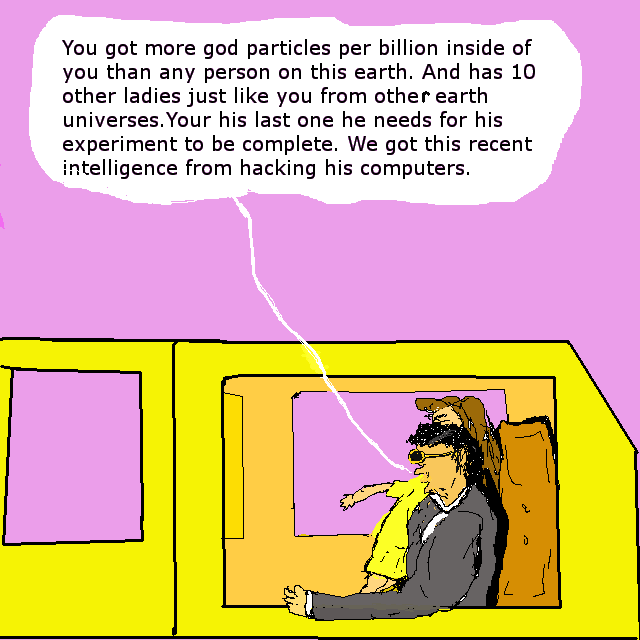 You got more god particles per billion inside of
you than any person on this earth. And has 10
other ladies just like you from other earth
universes.Your his last one he needs for his
experiment to be complete. We got this recent
intelligence from hacking his computers.